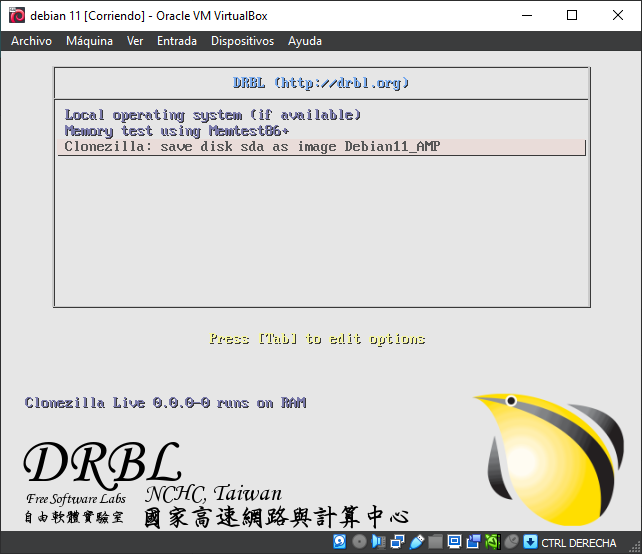 debian 11 [Corriendo] - Oracle VM VirtualBox
Archivo Máquina Ver Entrada Dispositivos Ayuda
DRBL (http://drbl.org)
Local operating system (if available)
Memory test using Memtest86+
Clonezilla: save disk sda as image Debian11_AMP
Press [Tab] to edit options
Clonezilla Live 0.0.0-0 runs on RAM
DRBL
Free Software Labs
NCHC, Taiwan
自由軟體實驗室
國家高速網路與計算中心
CTRL DERECHA